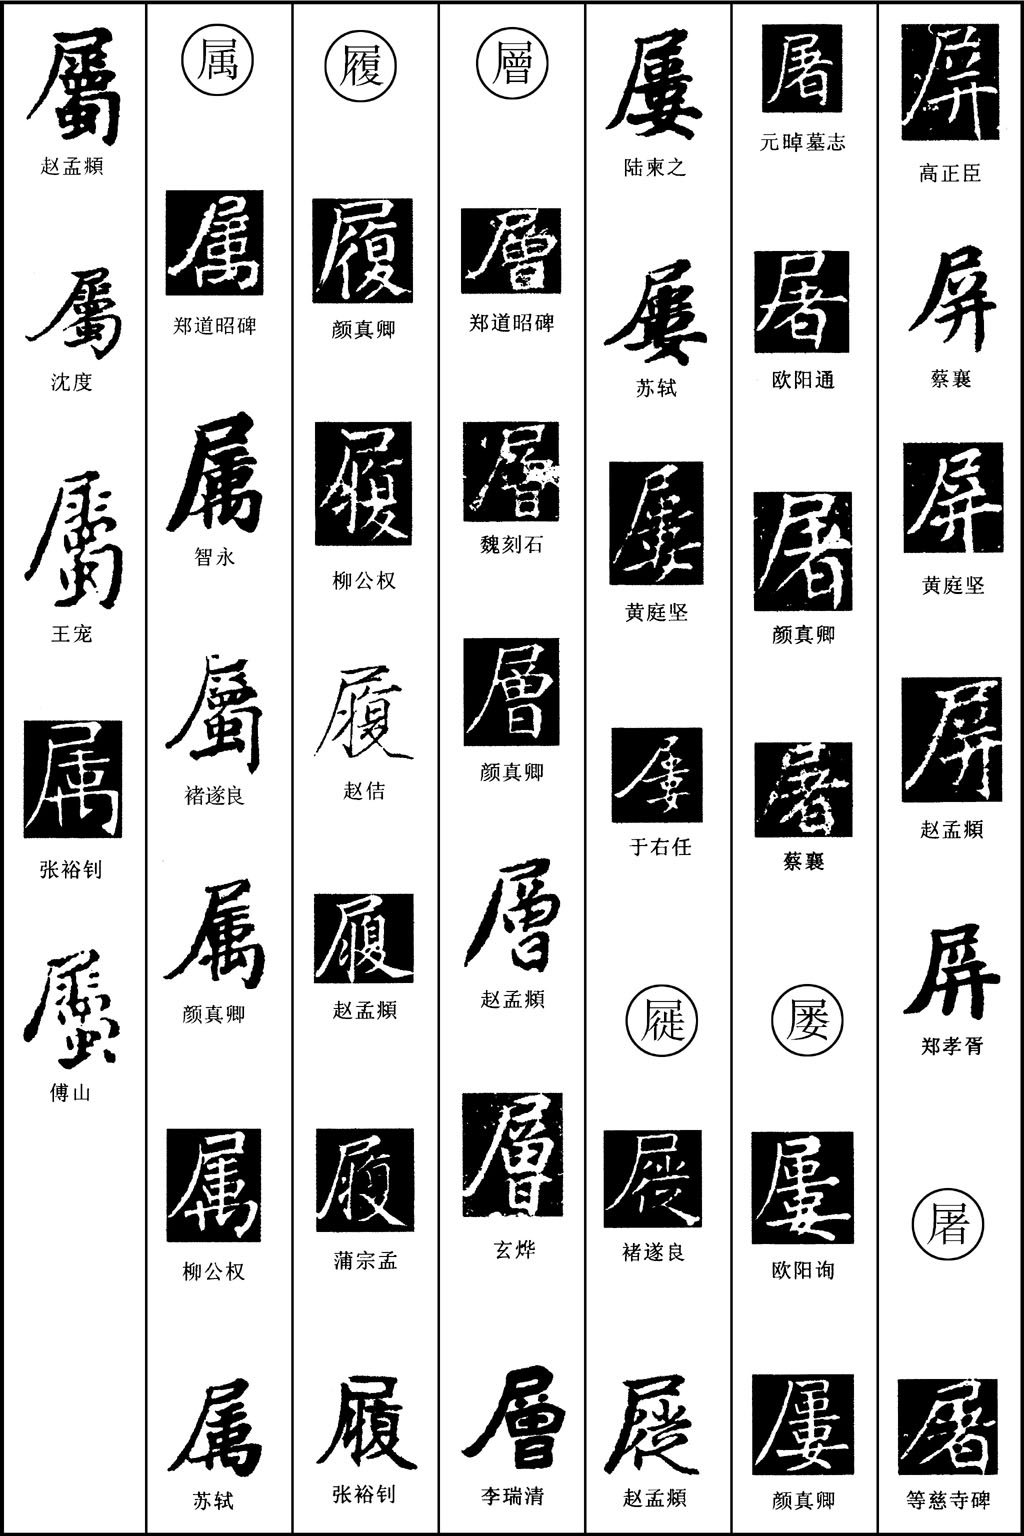 屏
高正臣
屏
蔡襄
屏
黄庭坚
屏
赵孟頫
屏
郑孝胥
屠
屠
等慈寺碑
屠
元晫墓志
屠
欧阳通
屠
颜真卿
屠
蔡襄
屡
屢
欧阳询
屢
颜真卿
屢
陆柬之
屢
苏轼
屢
黄庭坚
屢
于右任
屣
屣
褚遂良
屣
赵孟頫
層
層
郑道昭碑
層
魏刻石
層
颜真卿
層
赵孟頫
層
玄烨
層
李瑞清
履
履
颜真卿
履
柳公权
履
赵佶
履
赵孟頫
履
蒲宗孟
履
张裕钊
属
属
郑道昭碑
属
智永
屬
褚遂良
属
颜真卿
属
柳公权
属
苏轼
屬
赵孟頫
屬
沈度
屬
王宠
属
张裕钊
屬
傅山